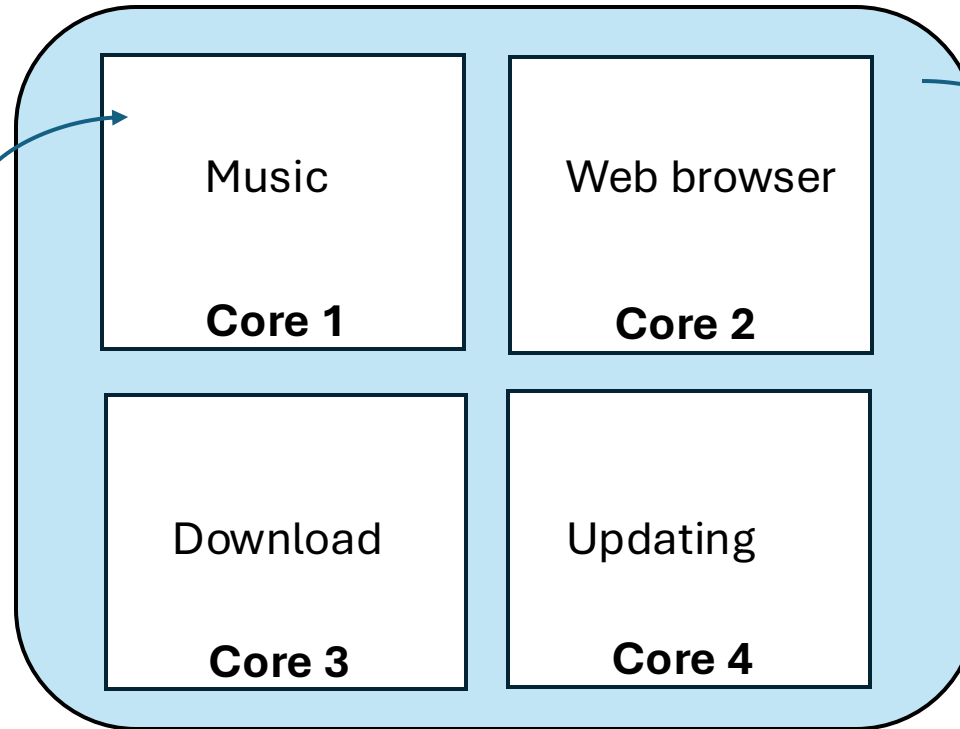 Music
Core 1
Web browser
Core 2
Download
Core 3
Updating
Core 4